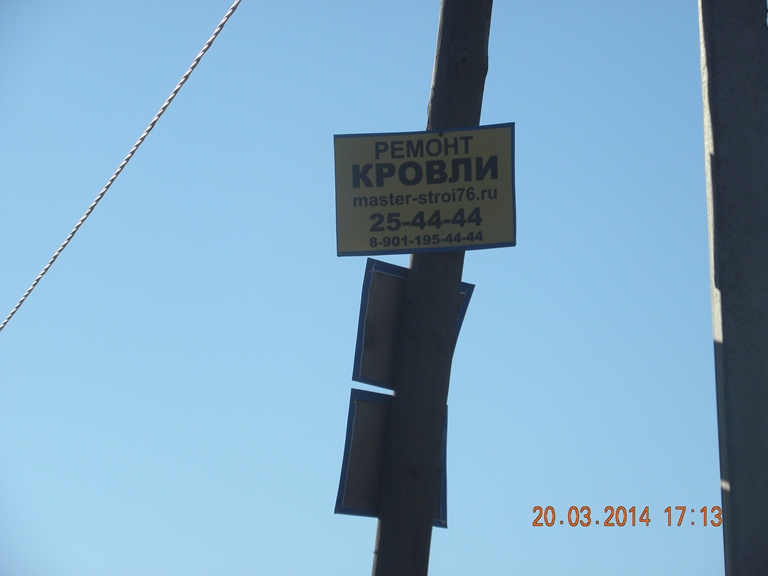 РЕМОНТ
КРОВЛИ
master-stroi76.ru
25-44-44
8-901-195-44-44
20.03.2014 17:13